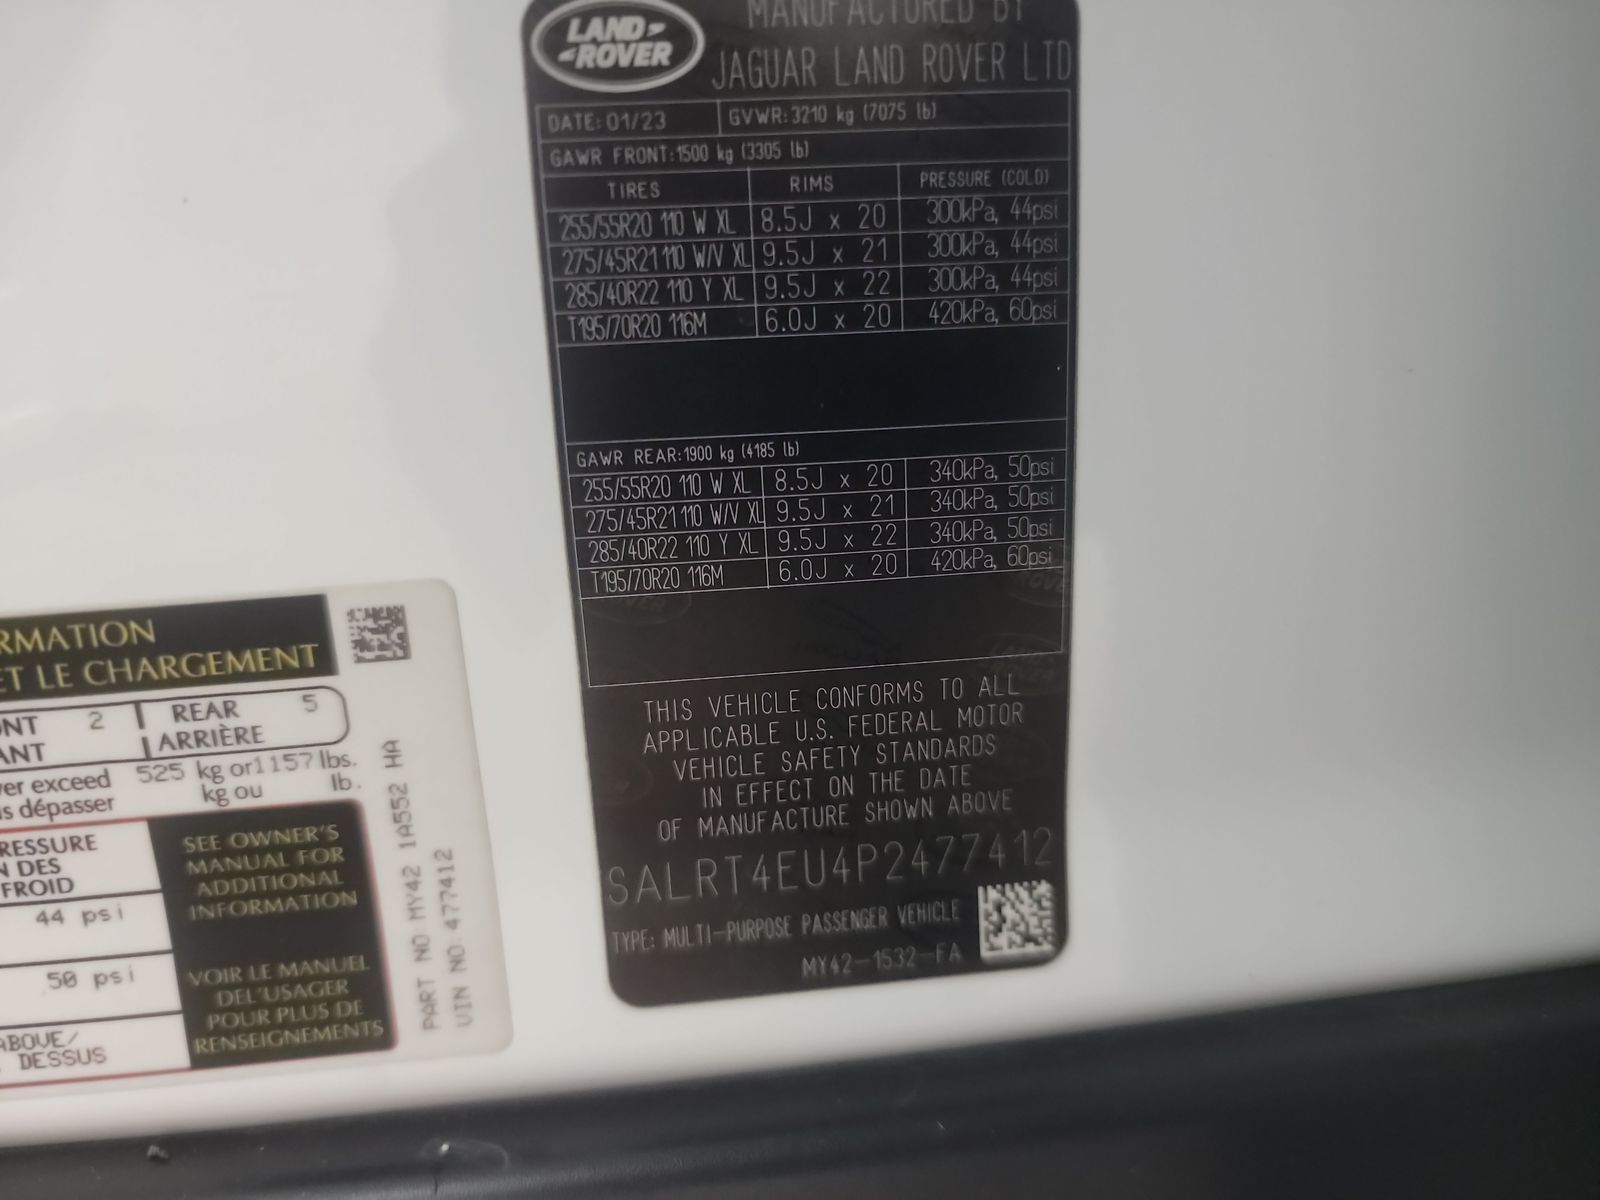 LAND
ROVER
MANUFACTURED BY
JAGUAR LAND ROVER LTD
DATE: 01/23 GVWR: 3210 kg (7075 lb)
GAWR FRONT: 1500 kg (3305 lb)
TIRES RIMS PRESSURE (COLD)
255/55R20 110 W XL 8.5J x 20 300kPa, 44psi
275/45R21 110 W/V XL 9.5J x 21 300kPa, 44psi
285/40R22 110 Y XL 9.5J x 22 300kPa, 44psi
T195/70R20 116M 6.0J x 20 420kPa, 60psi
GAWR REAR: 1900 kg (4185 lb)
255/55R20 110 W XL 8.5J x 20 340kPa, 50psi
275/45R21 110 W/V XL 9.5J x 21 340kPa, 50psi
285/40R22 110 Y XL 9.5J x 22 340kPa, 50psi
T195/70R20 116M 6.0J x 20 420kPa, 60psi
THIS VEHICLE CONFORMS TO ALL
APPLICABLE U.S. FEDERAL MOTOR
VEHICLE SAFETY STANDARDS
IN EFFECT ON THE DATE
OF MANUFACTURE SHOWN ABOVE
SALRT4EU4P2477412
TYPE: MULTI-PURPOSE PASSENGER VEHICLE
MY42-1532-FA
RMATION
ET LE CHARGEMENT
NT 2 REAR 5
ANT ARRIÈRE
er exceed 525 kg or 1157 lbs.
s dépasser kg ou lb.
RESSURE
N DES
FROID
44 psi
50 psi
ABOVE/
DESSUS
SEE OWNER'S
MANUAL FOR
ADDITIONAL
INFORMATION
VOIR LE MANUEL
DEL'USAGER
POUR PLUS DE
RENSEIGNEMENTS
PART NO MY42 1A552 HA
VIN NO 477412